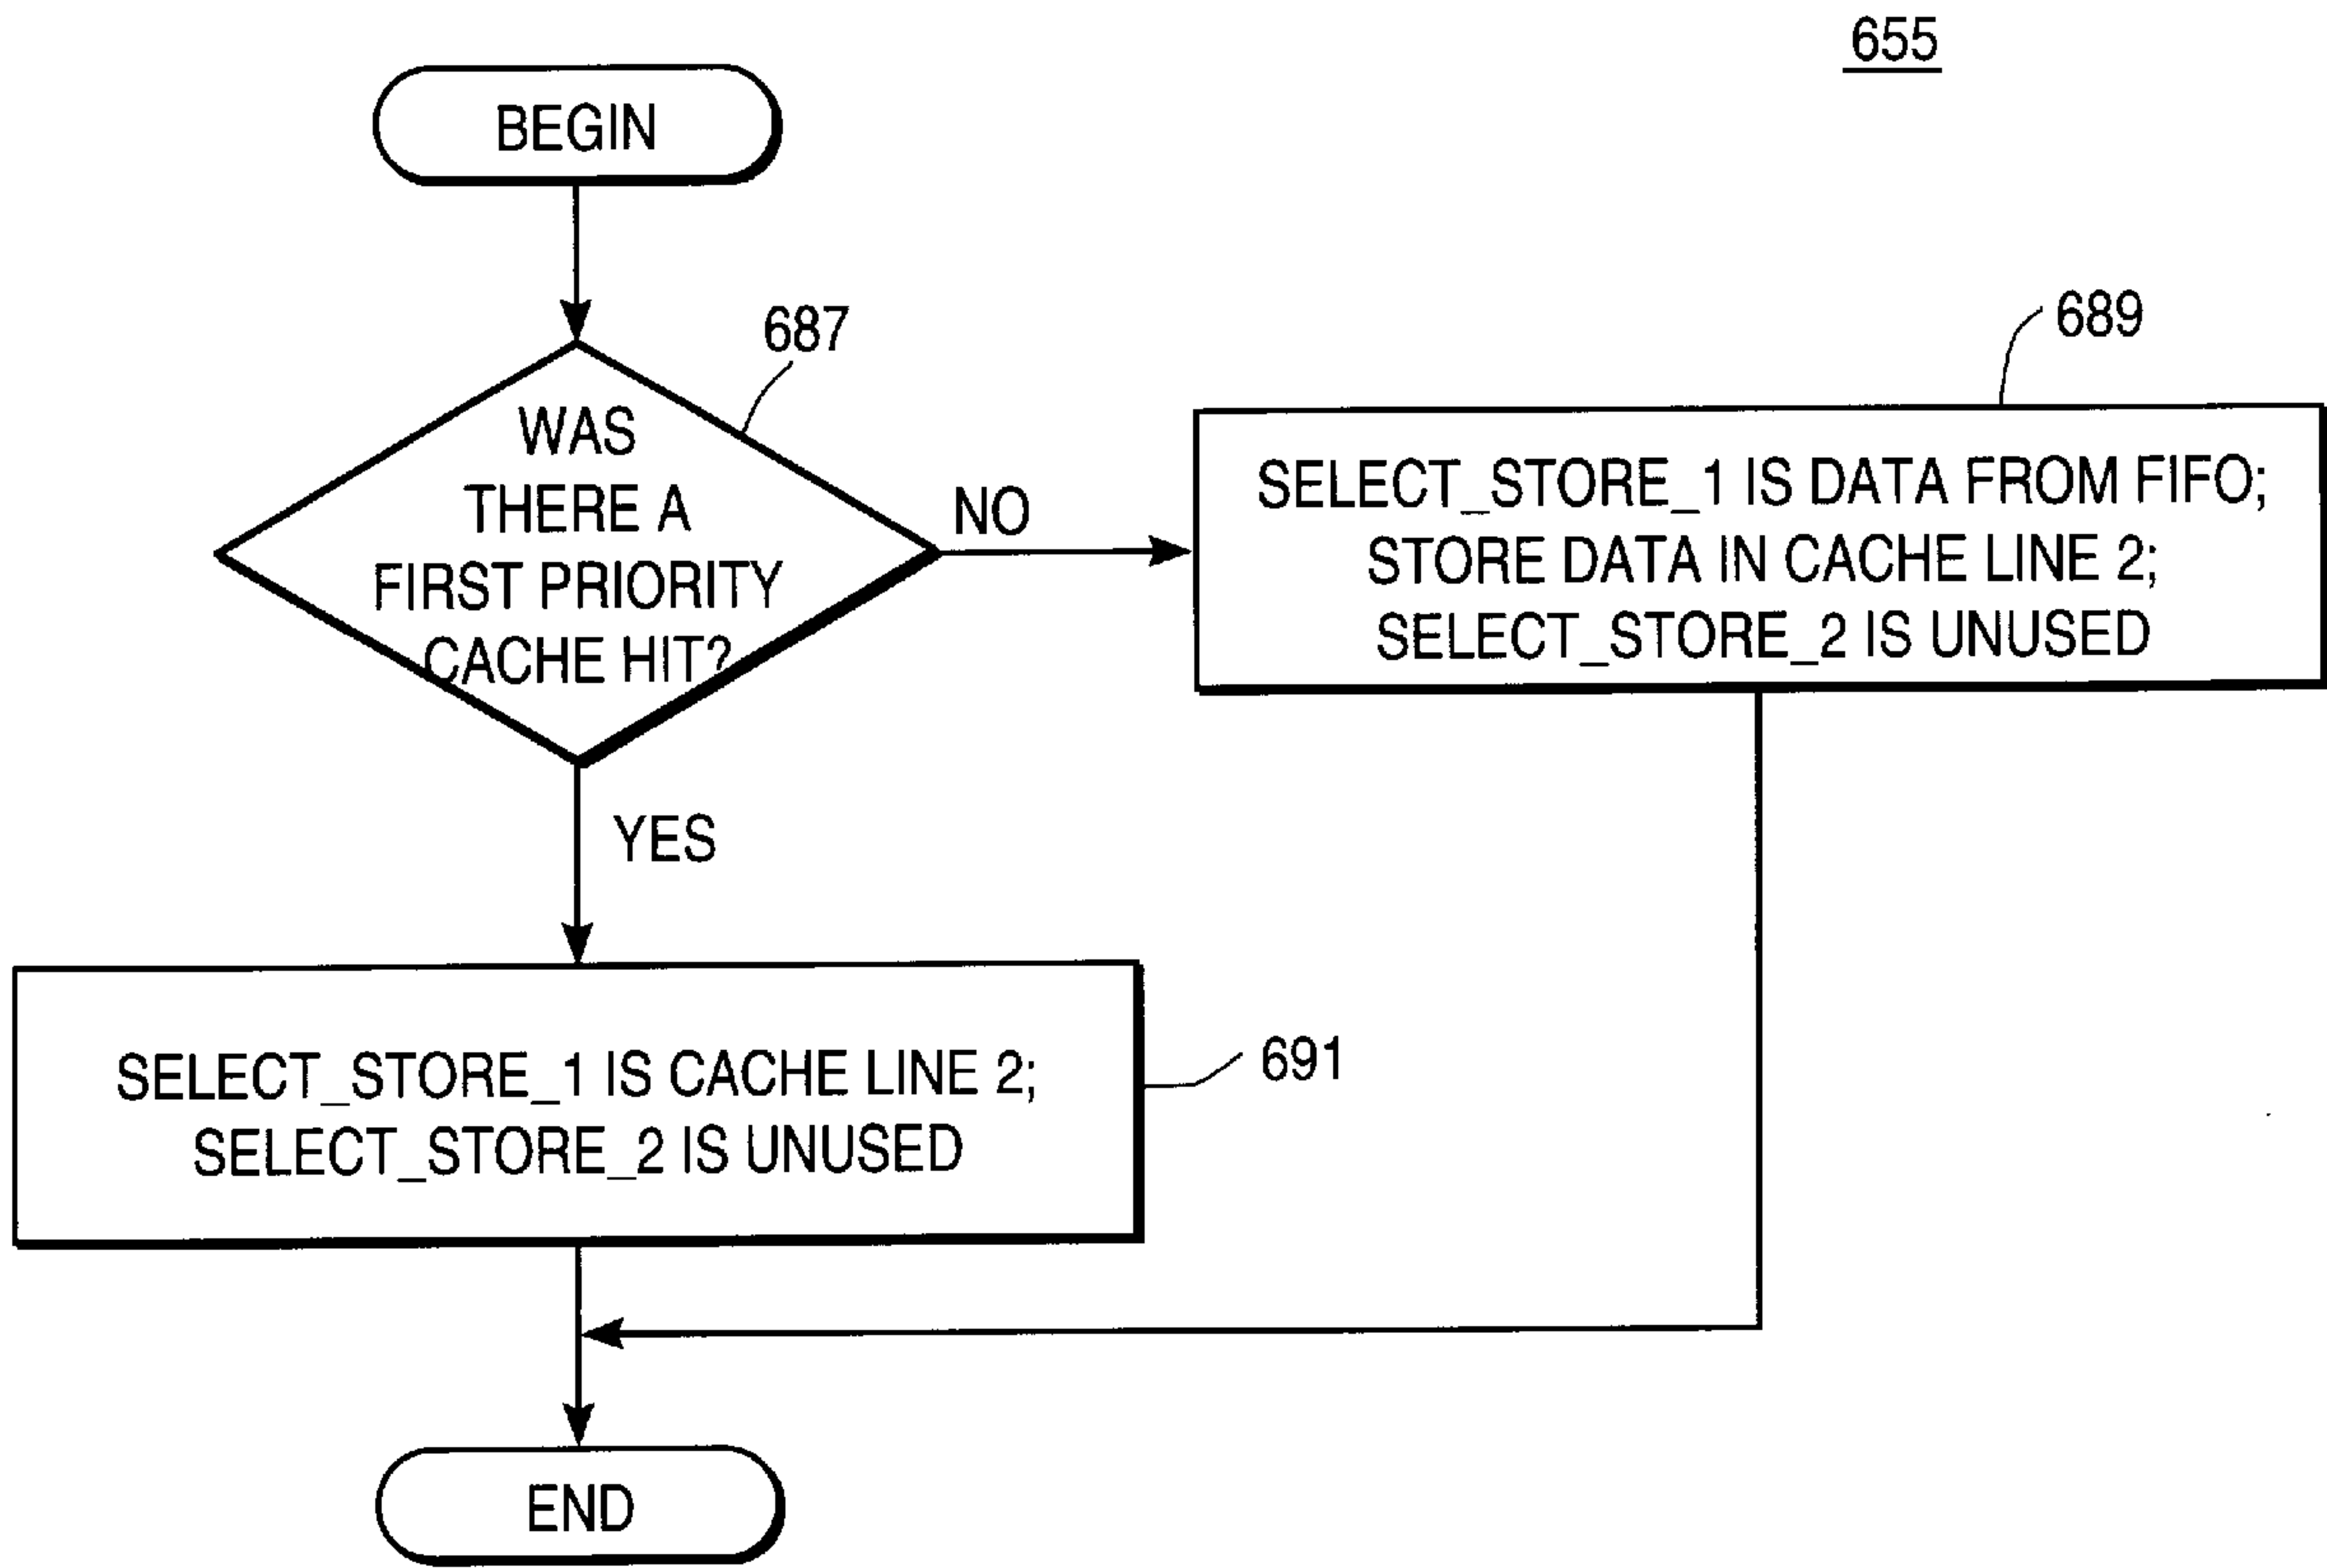 655
BEGIN
687
WAS
THERE A
FIRST PRIORITY
CACHE HIT?
NO
689
SELECT_STORE_1 IS DATA FROM FIFO;
STORE DATA IN CACHE LINE 2;
SELECT_STORE_2 IS UNUSED
YES
SELECT_STORE_1 IS CACHE LINE 2;
SELECT_STORE_2 IS UNUSED
691
END